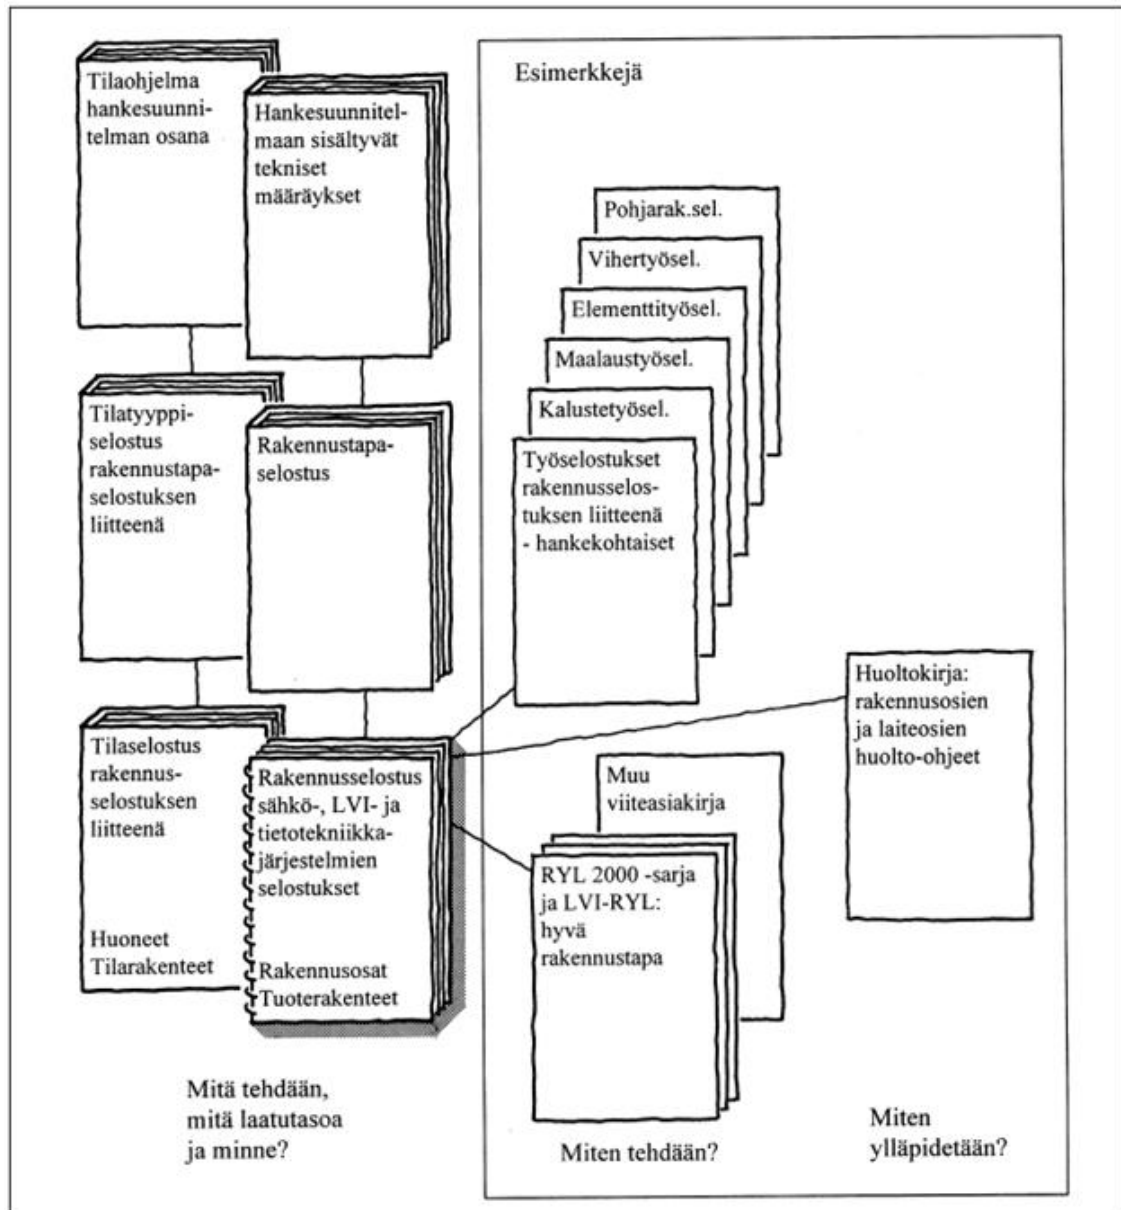 Tilaohjelma
hankesuunni-
telman osana
Hankesuunnitel-
maan sisältyvät
tekniset
määräykset
Tilatyyppi-
selostus
rakennustapa-
selostuksen
liitteenä
Rakennustapa-
selostus
Tilaselostus
rakennus-
selostuksen
liitteenä
Huoneet
Tilarakenteet
Rakennusselostus
sähkö-, LVI- ja
tietotekniikka-
järjestelmien
selostukset
Rakennusosat
Tuoterakenteet
Mitä tehdään,
mitä laatutasoa
ja minne?
Esimerkkejä
Pohjarak.sel.
Vihertyösel.
Elementtityösel.
Maalaustyösel.
Kalustetyösel.
Työselostukset
rakennusselos-
tuksen liitteenä
- hankekohtaiset
Muu
viiteasiakirja
RYL 2000 -sarja
ja LVI-RYL:
hyvä
rakennustapa
Miten tehdään?
Huoltokirja:
rakennusosien
ja laiteosien
huolto-ohjeet
Miten
ylläpidetään?